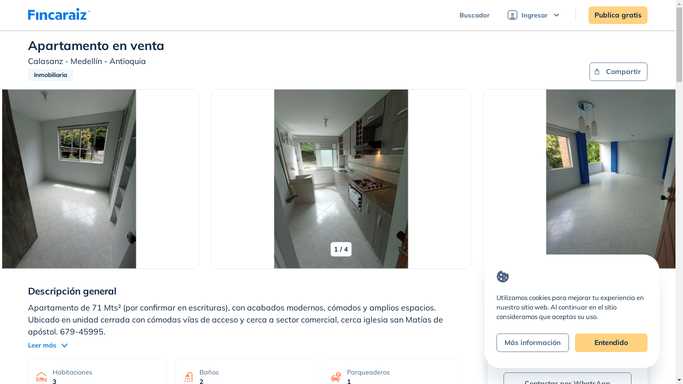 Fincaraiz
Buscador
Ingresar
Publica gratis
Apartamento en venta
Calasanz - Medellín - Antioquia
Inmobiliaria
Compartir
1 / 4
Descripción general
Apartamento de 71 Mts² (por confirmar en escrituras), con acabados modernos, cómodos y amplios espacios.
Ubicado en unidad cerrada con cómodas vías de acceso y cerca a sector comercial, cerca iglesia san Matías de
apóstol. 679-45995.
Leer más
Habitaciones
3
Baños
2
Parqueaderos
1
Utilizamos cookies para mejorar tu experiencia en
nuestro sitio web. Al continuar en el sitio
consideramos que aceptas su uso.
Más información
Entendido
Contactar por WhatsApp